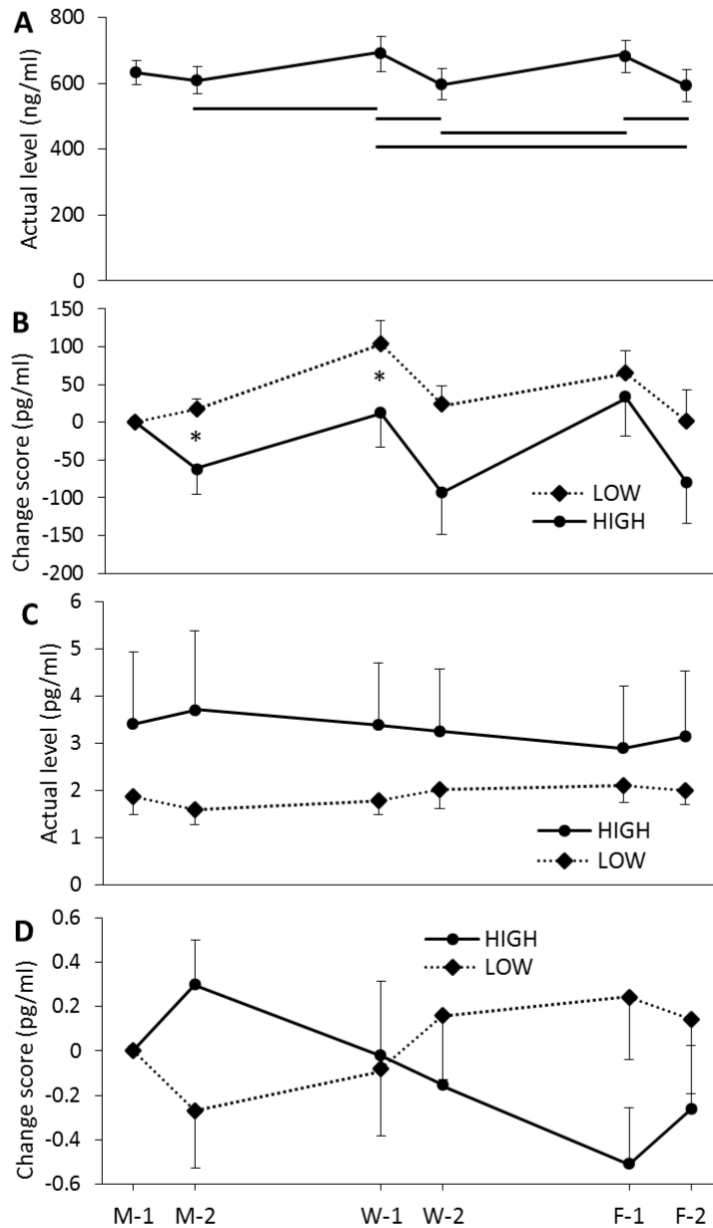 A
Actual level (ng/ml)
800
600
400
200
0
B
Change score (pg/ml)
150
100
50
0
-50
-100
-150
-200
*
*
LOW
HIGH
C
Actual level (pg/ml)
6
5
4
3
2
1
0
HIGH
LOW
D
Change score (pg/ml)
0.6
0.4
0.2
0
-0.2
-0.4
-0.6
HIGH
LOW
M-1 M-2 W-1 W-2 F-1 F-2